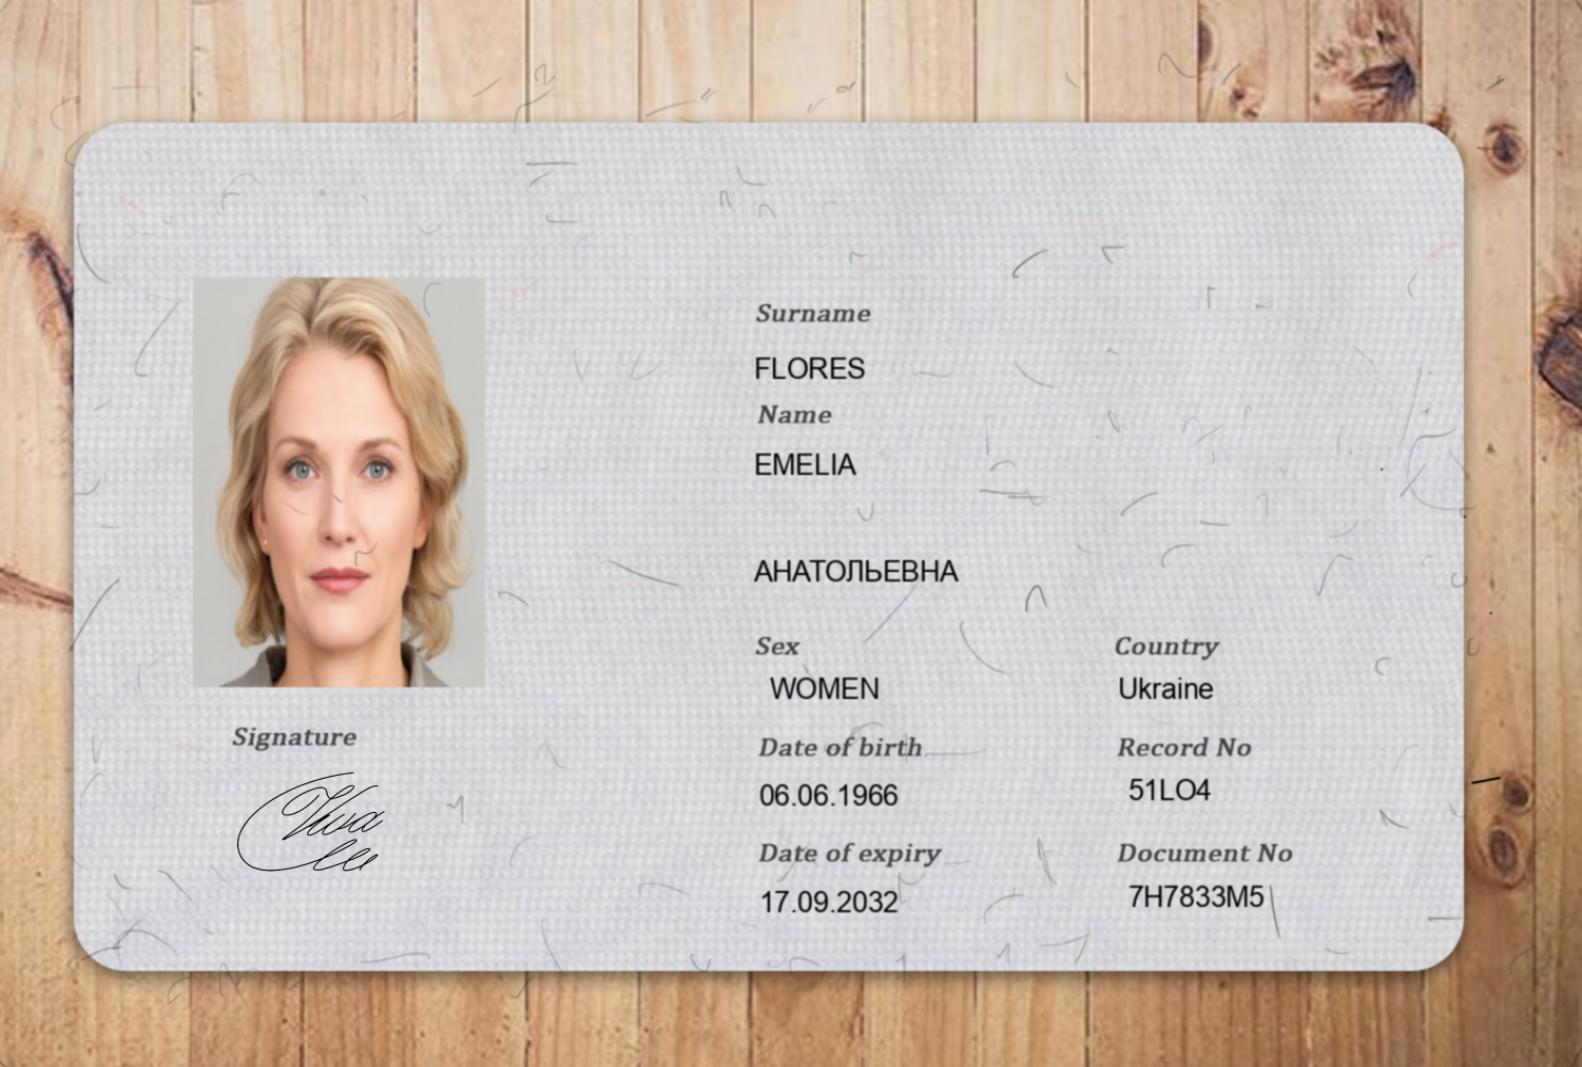 Surname
FLORES
Name
EMELIA
АНАТОЛЬЕВНА
Sex
Country
WOMEN
Ukraine
Date of birth
Record No
06.06.1966
51LO4
Date of expiry
Document No
17.09.2032
7H7833M5
Signature
Viva